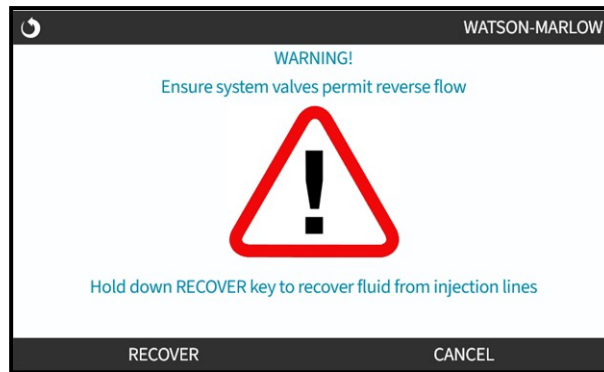 WATSON-MARLOW
WARNING!
Ensure system valves permit reverse flow
!
Hold down RECOVER key to recover fluid from injection lines
RECOVER CANCEL